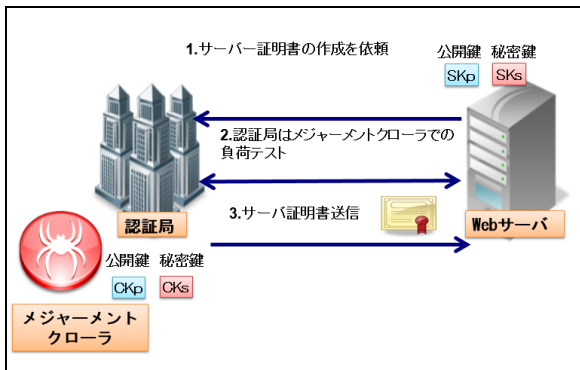 1.サーバー証明書の作成を依頼
公開鍵 秘密鍵
SKp SKs
2.認証局はメジャーメントクローラでの
負荷テスト
3.サーバ証明書送信
認証局
Webサーバ
公開鍵 秘密鍵
CKp CKs
メジャーメント
クローラ